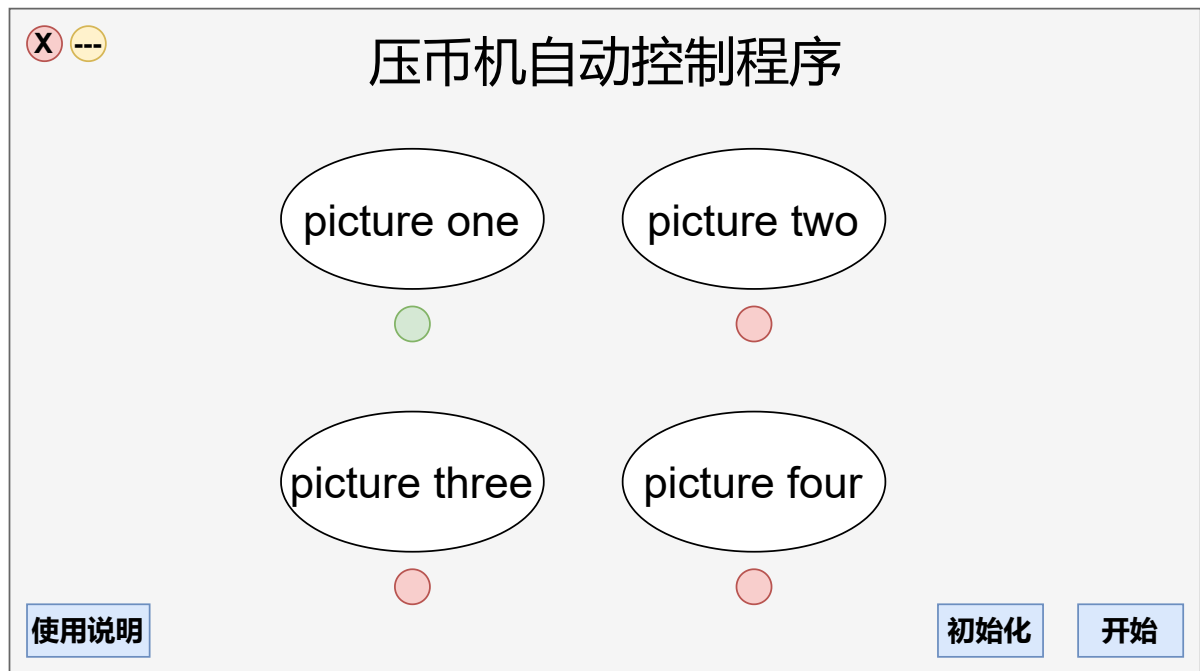 X ---
压币机自动控制程序
picture one picture two
picture three picture four
使用说明 初始化 开始